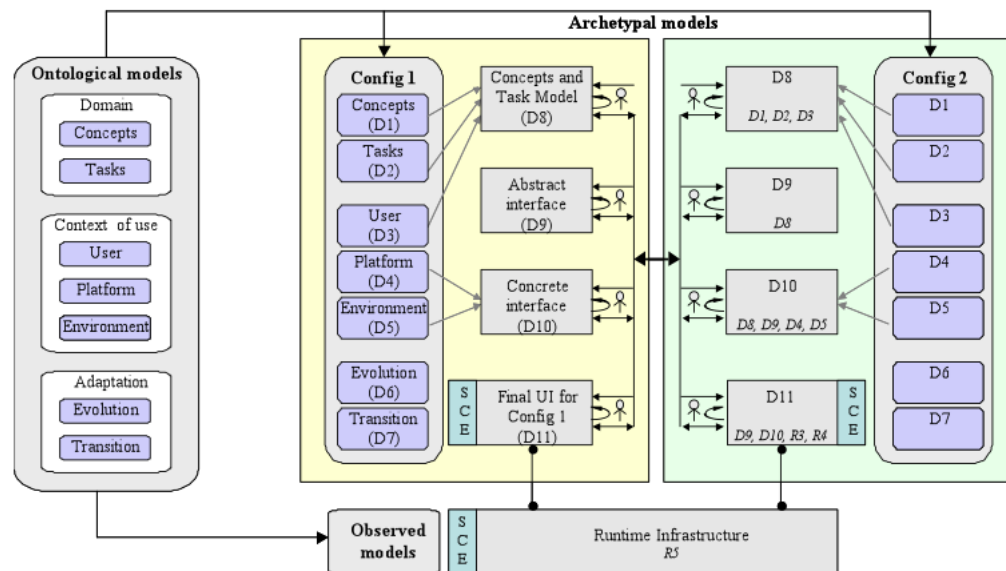 Archetypal models
Ontological models
Domain
Concepts
Tasks
Context of use
User
Platform
Environment
Adaptation
Evolution
Transition
Config 1
Concepts
(D1)
Tasks
(D2)
User
(D3)
Platform
(D4)
Environment
(D5)
Evolution
(D6)
Transition
(D7)
Concepts and
Task Model
(D8)
Abstract
interface
(D9)
Concrete
interface
(D10)
S
C
E
Final UI for
Config 1
(D11)
D8
D1, D2, D3
D9
D8
D10
D8, D9, D4, D5
D11
D9, D10, R3, R4
S
C
E
Config 2
D1
D2
D3
D4
D5
D6
D7
Observed
models
S
C
E
Runtime Infrastructure
R5